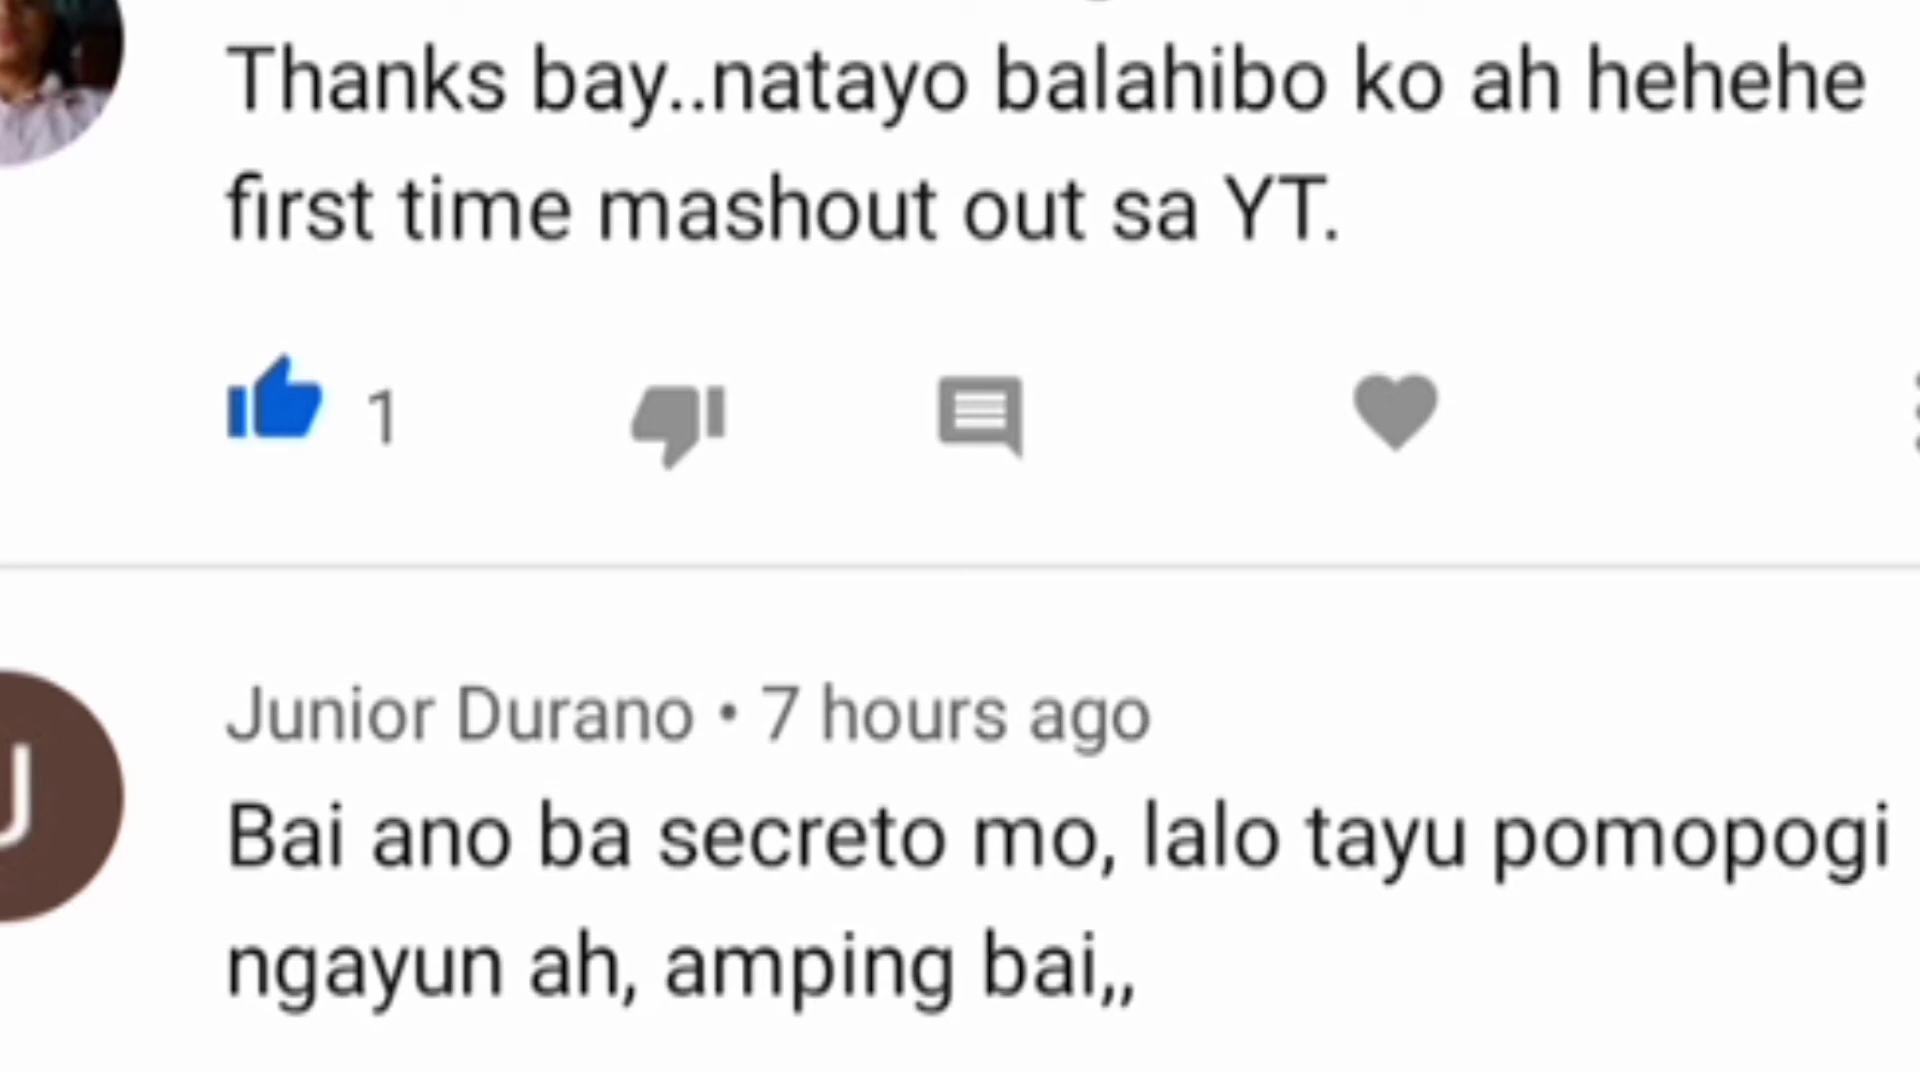 Thanks bay..natayo balahibo ko ah hehehe
first time mashout out sa YT.
1
Junior Durano • 7 hours ago
J
Bai ano ba secreto mo, lalo tayu pomopogi
ngayun ah, amping bai,,